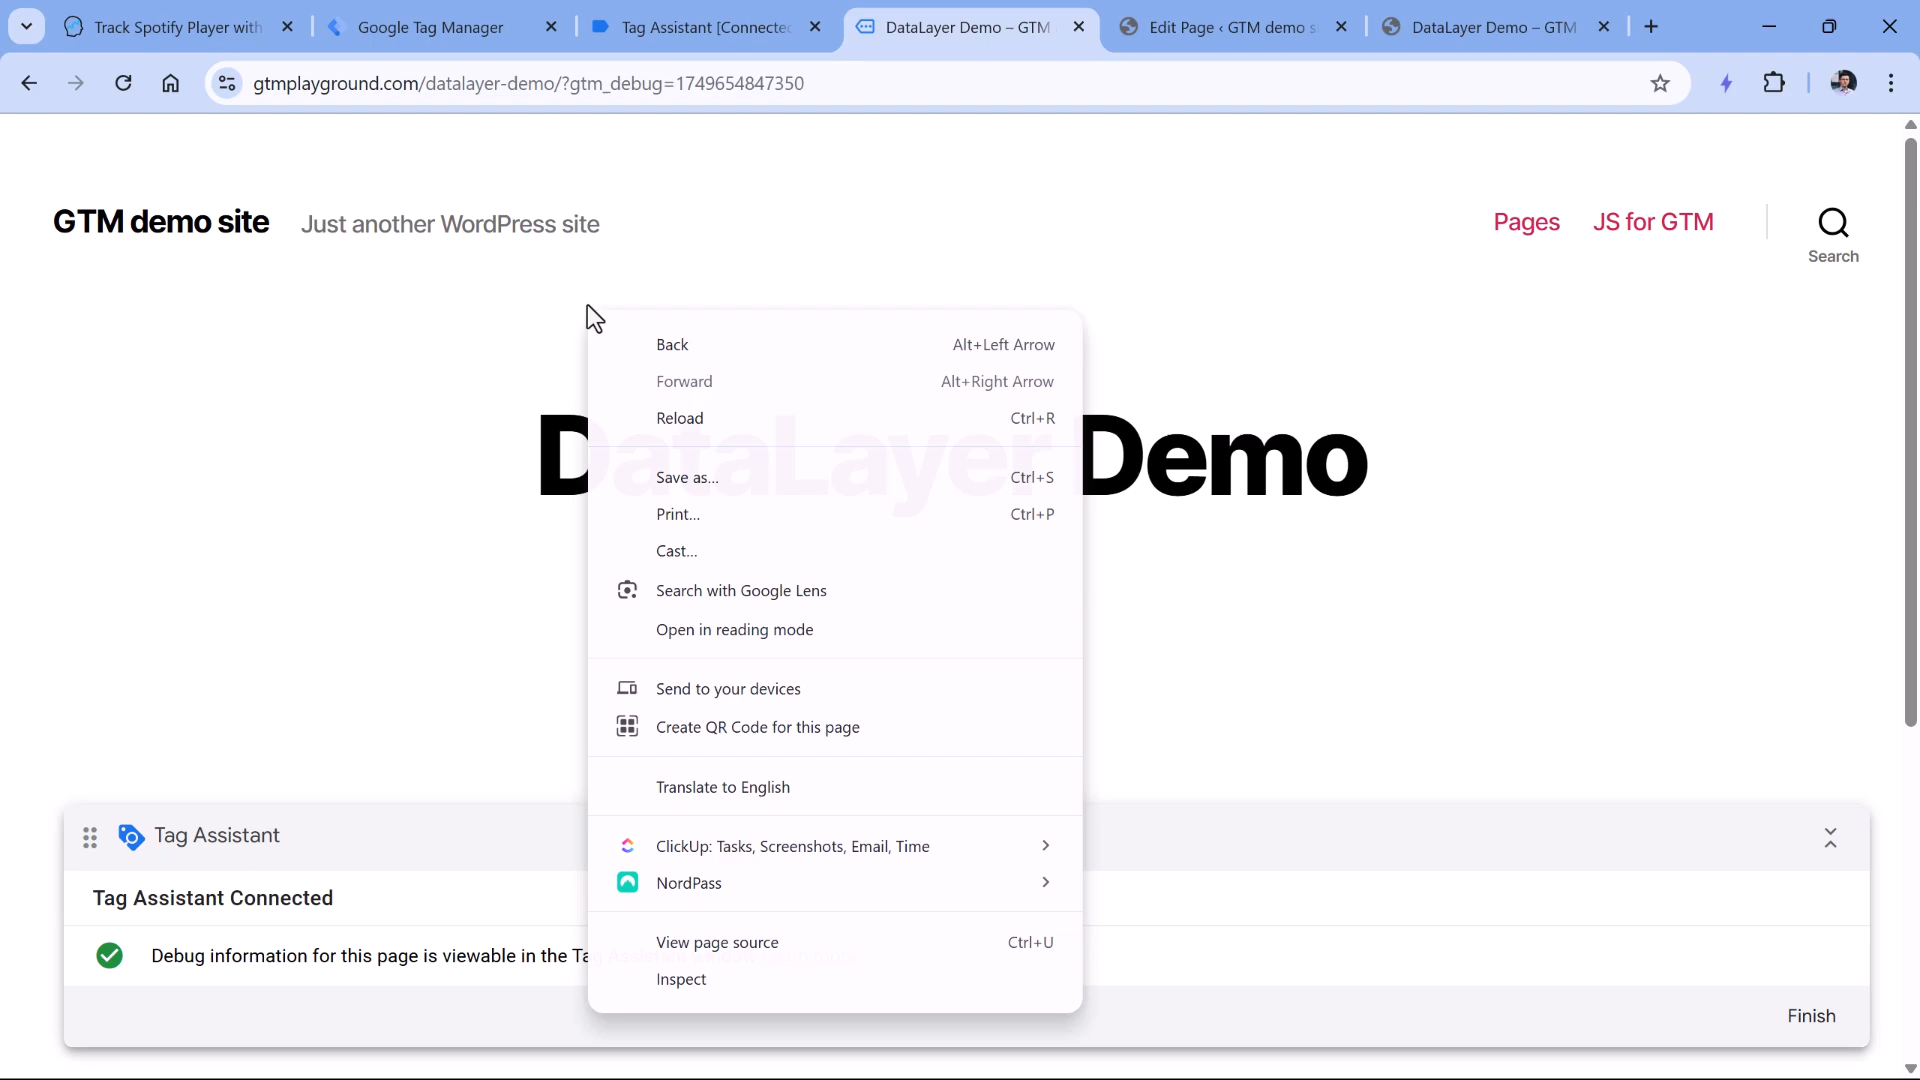 Track Spotify Player with
Google Tag Manager
Tag Assistant [Connected
DataLayer Demo – GTM
Edit Page ‹ GTM demo s
DataLayer Demo – GTM
gtmplayground.com/datalayer-demo/?gtm_debug=1749654847350
GTM demo site
Just another WordPress site
Pages
JS for GTM
Search
DataLayer Demo
Back Alt+Left Arrow
Forward Alt+Right Arrow
Reload Ctrl+R
Save as... Ctrl+S
Print... Ctrl+P
Cast...
Search with Google Lens
Open in reading mode
Send to your devices
Create QR Code for this page
Translate to English
ClickUp: Tasks, Screenshots, Email, Time
NordPass
View page source Ctrl+U
Inspect
Tag Assistant
Tag Assistant Connected
Debug information for this page is viewable in the Tag Assistant window
Finish